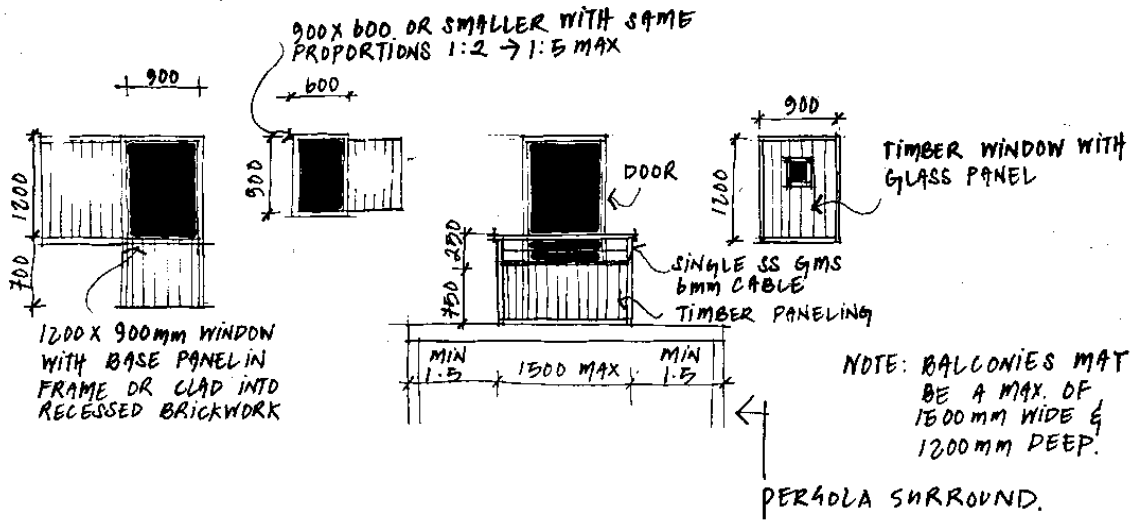 900 X 600 OR SMALLER WITH SAME
PROPORTIONS 1:2 → 1:5 MAX
900
600
900
1200
700
900
1200
DOOR
TIMBER WINDOW WITH
GLASS PANEL
250
750
SINGLE SS GMS
6mm CABLE
TIMBER PANELING
1200 X 900mm WINDOW
WITH BASE PANEL IN
FRAME OR CLAD INTO
RECESSED BRICKWORK
MIN
1.5
1500 MAX
MIN
1.5
NOTE: BALCONIES MAY
BE A MAX. OF
1500mm WIDE &
1200mm DEEP.
PERGOLA SURROUND.